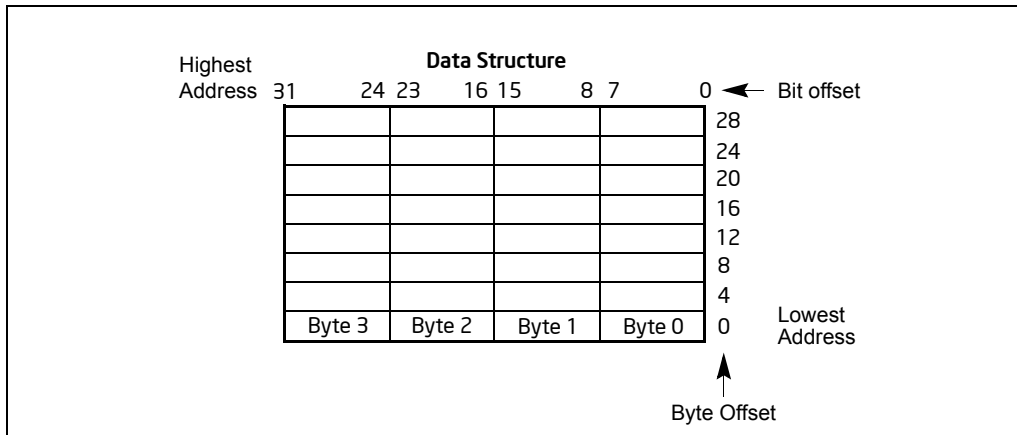 Data Structure
Highest
Address
31 24 23 16 15 8 7 0
Bit offset
28
24
20
16
12
8
4
Byte 3 Byte 2 Byte 1 Byte 0 0
Lowest
Address
Byte Offset